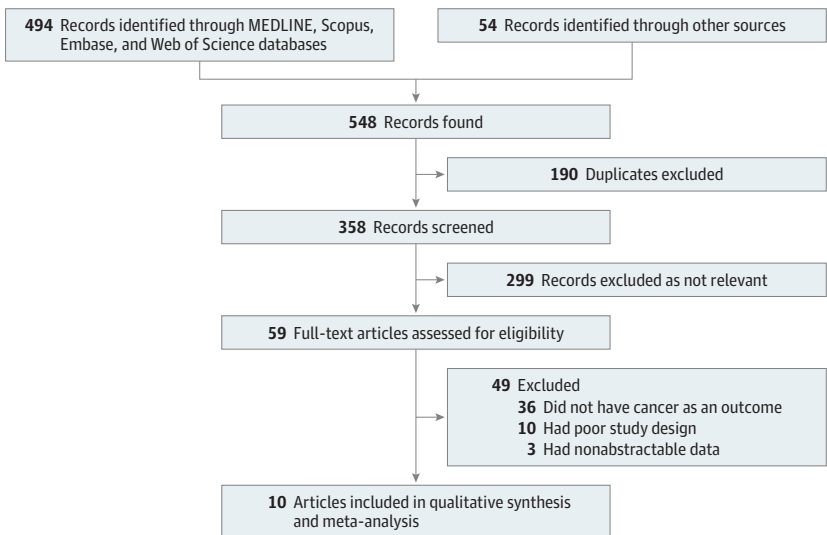 494 Records identified through MEDLINE, Scopus,
Embase, and Web of Science databases
54 Records identified through other sources
548 Records found
190 Duplicates excluded
358 Records screened
299 Records excluded as not relevant
59 Full-text articles assessed for eligibility
49 Excluded
36 Did not have cancer as an outcome
10 Had poor study design
3 Had nonabstractable data
10 Articles included in qualitative synthesis
and meta-analysis